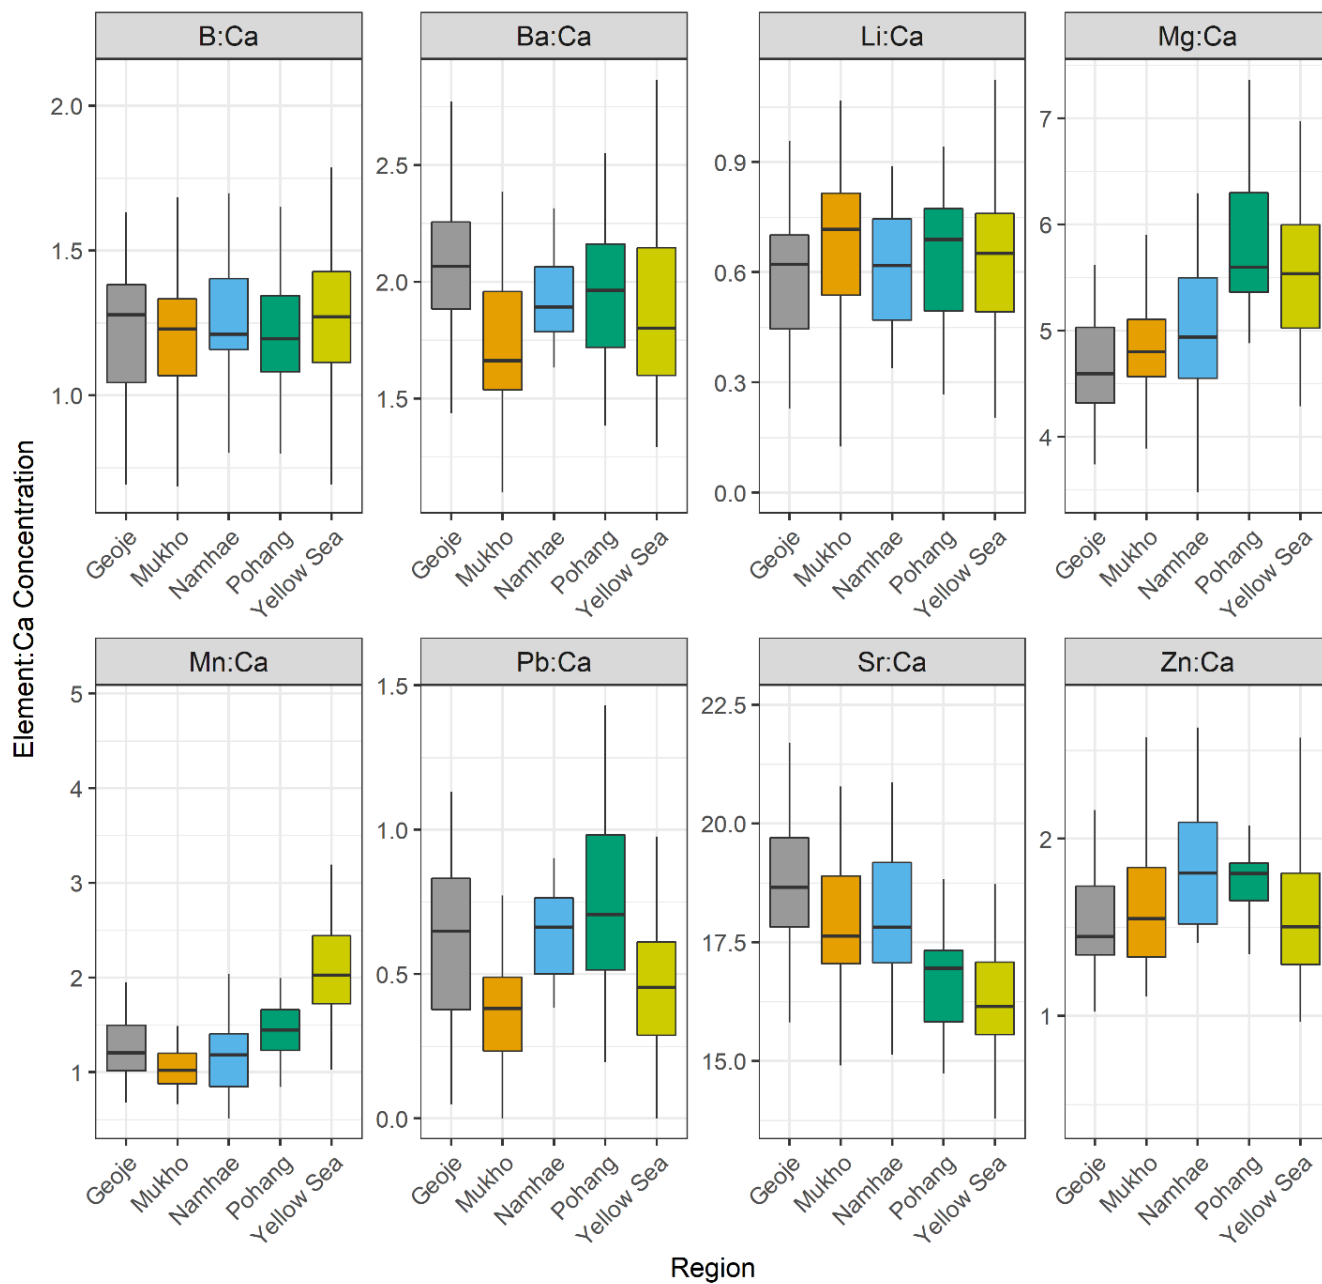 B:Ca
Ba:Ca
Li:Ca
Mg:Ca
2.0
1.5
1.0
2.5
2.0
1.5
0.9
0.6
0.3
0.0
7
6
5
4
Geoje
Mukho
Namhae
Pohang
Yellow Sea
Geoje
Mukho
Namhae
Pohang
Yellow Sea
Geoje
Mukho
Namhae
Pohang
Yellow Sea
Geoje
Mukho
Namhae
Pohang
Yellow Sea
Element:Ca Concentration
Mn:Ca
Pb:Ca
Sr:Ca
Zn:Ca
5
4
3
2
1
1.5
1.0
0.5
0.0
22.5
20.0
17.5
15.0
2
1
Geoje
Mukho
Namhae
Pohang
Yellow Sea
Geoje
Mukho
Namhae
Pohang
Yellow Sea
Geoje
Mukho
Namhae
Pohang
Yellow Sea
Geoje
Mukho
Namhae
Pohang
Yellow Sea
Region